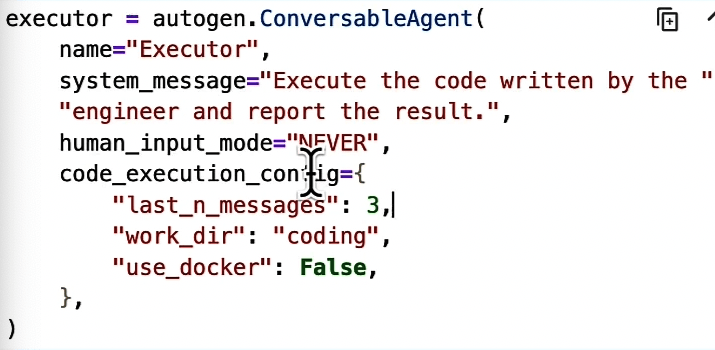 executor = autogen.ConversableAgent(
    name="Executor",
    system_message="Execute the code written by the "
    "engineer and report the result.",
    human_input_mode="NEVER",
    code_execution_config={
        "last_n_messages": 3,
        "work_dir": "coding",
        "use_docker": False,
    },
)